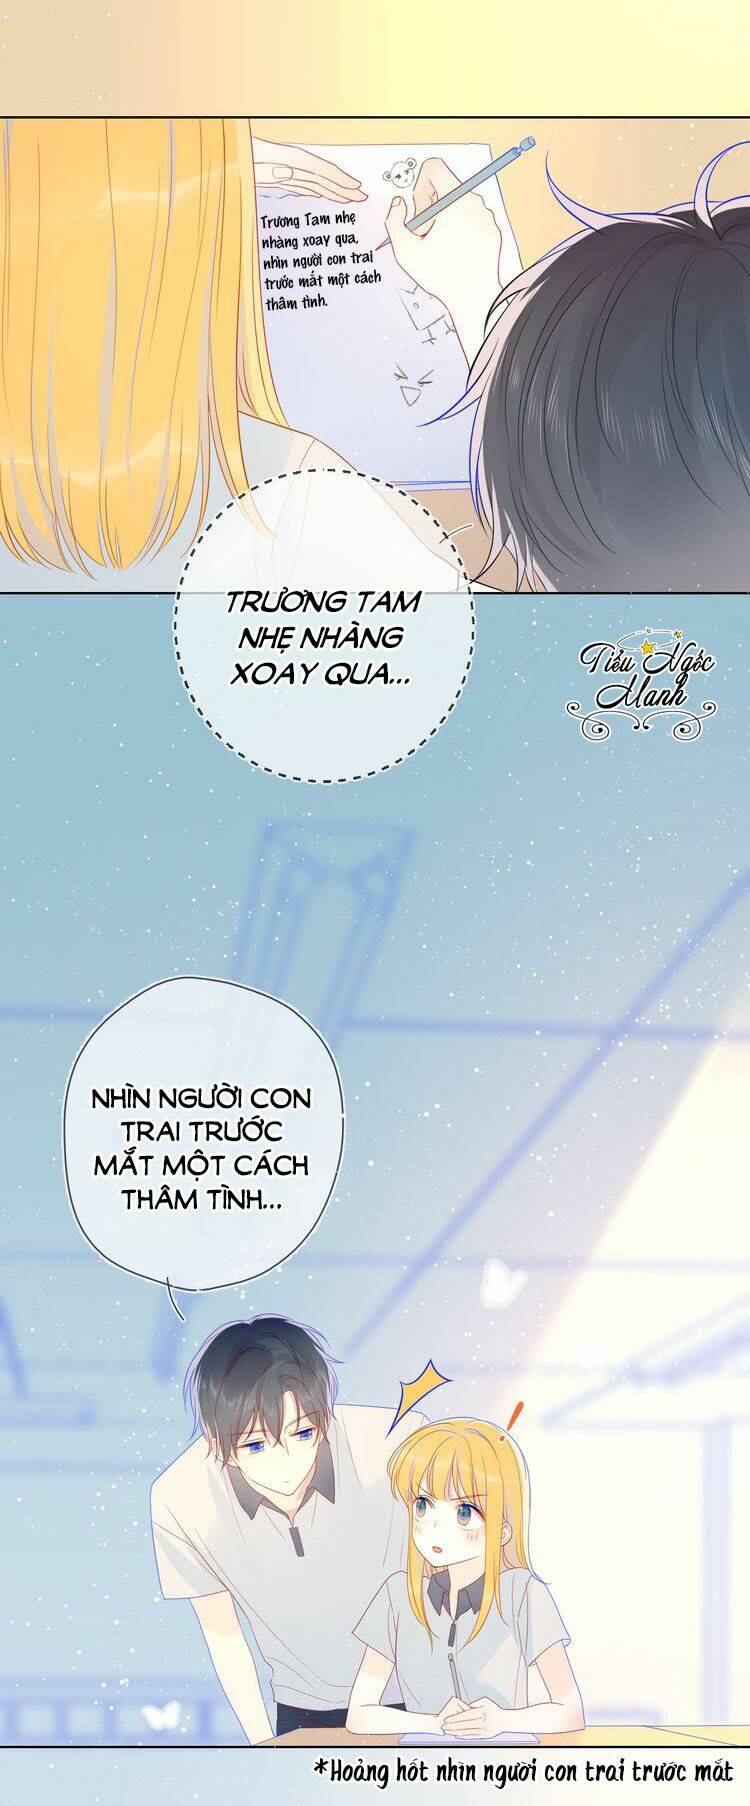 Trương Tam nhẹ
nhàng xoay qua,
nhìn người con trai
trước mắt một cách
thâm tình.
TRƯƠNG TAM
NHẸ NHÀNG
XOAY QUA...
Tiểu Ngốc
Manh
NHÌN NGƯỜI CON
TRAI TRƯỚC
MẮT MỘT CÁCH
THÂM TÌNH...
!
*Hoảng hốt nhìn người con trai trước mắt